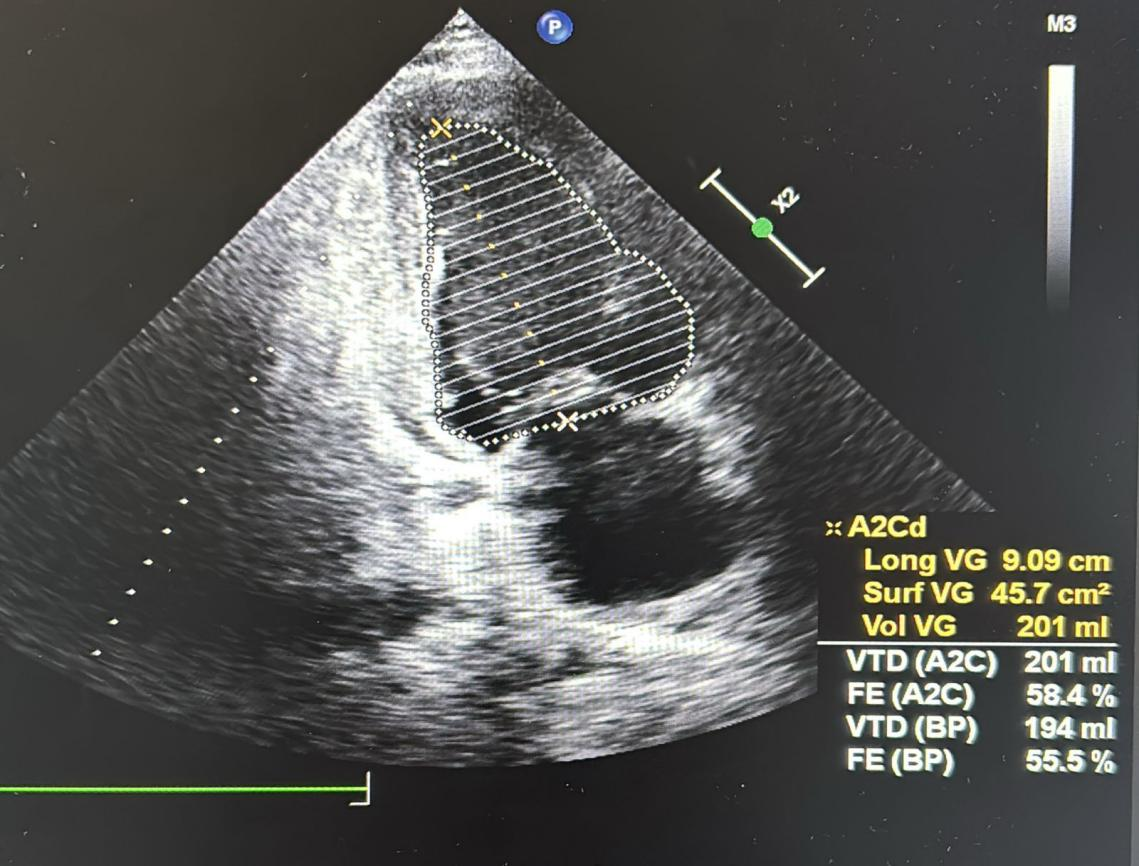 P
M3
X2
A2Cd
Long VG 9.09 cm
Surf VG 45.7 cm²
Vol VG 201 ml
VTD (A2C) 201 ml
FE (A2C) 58.4 %
VTD (BP) 194 ml
FE (BP) 55.5 %